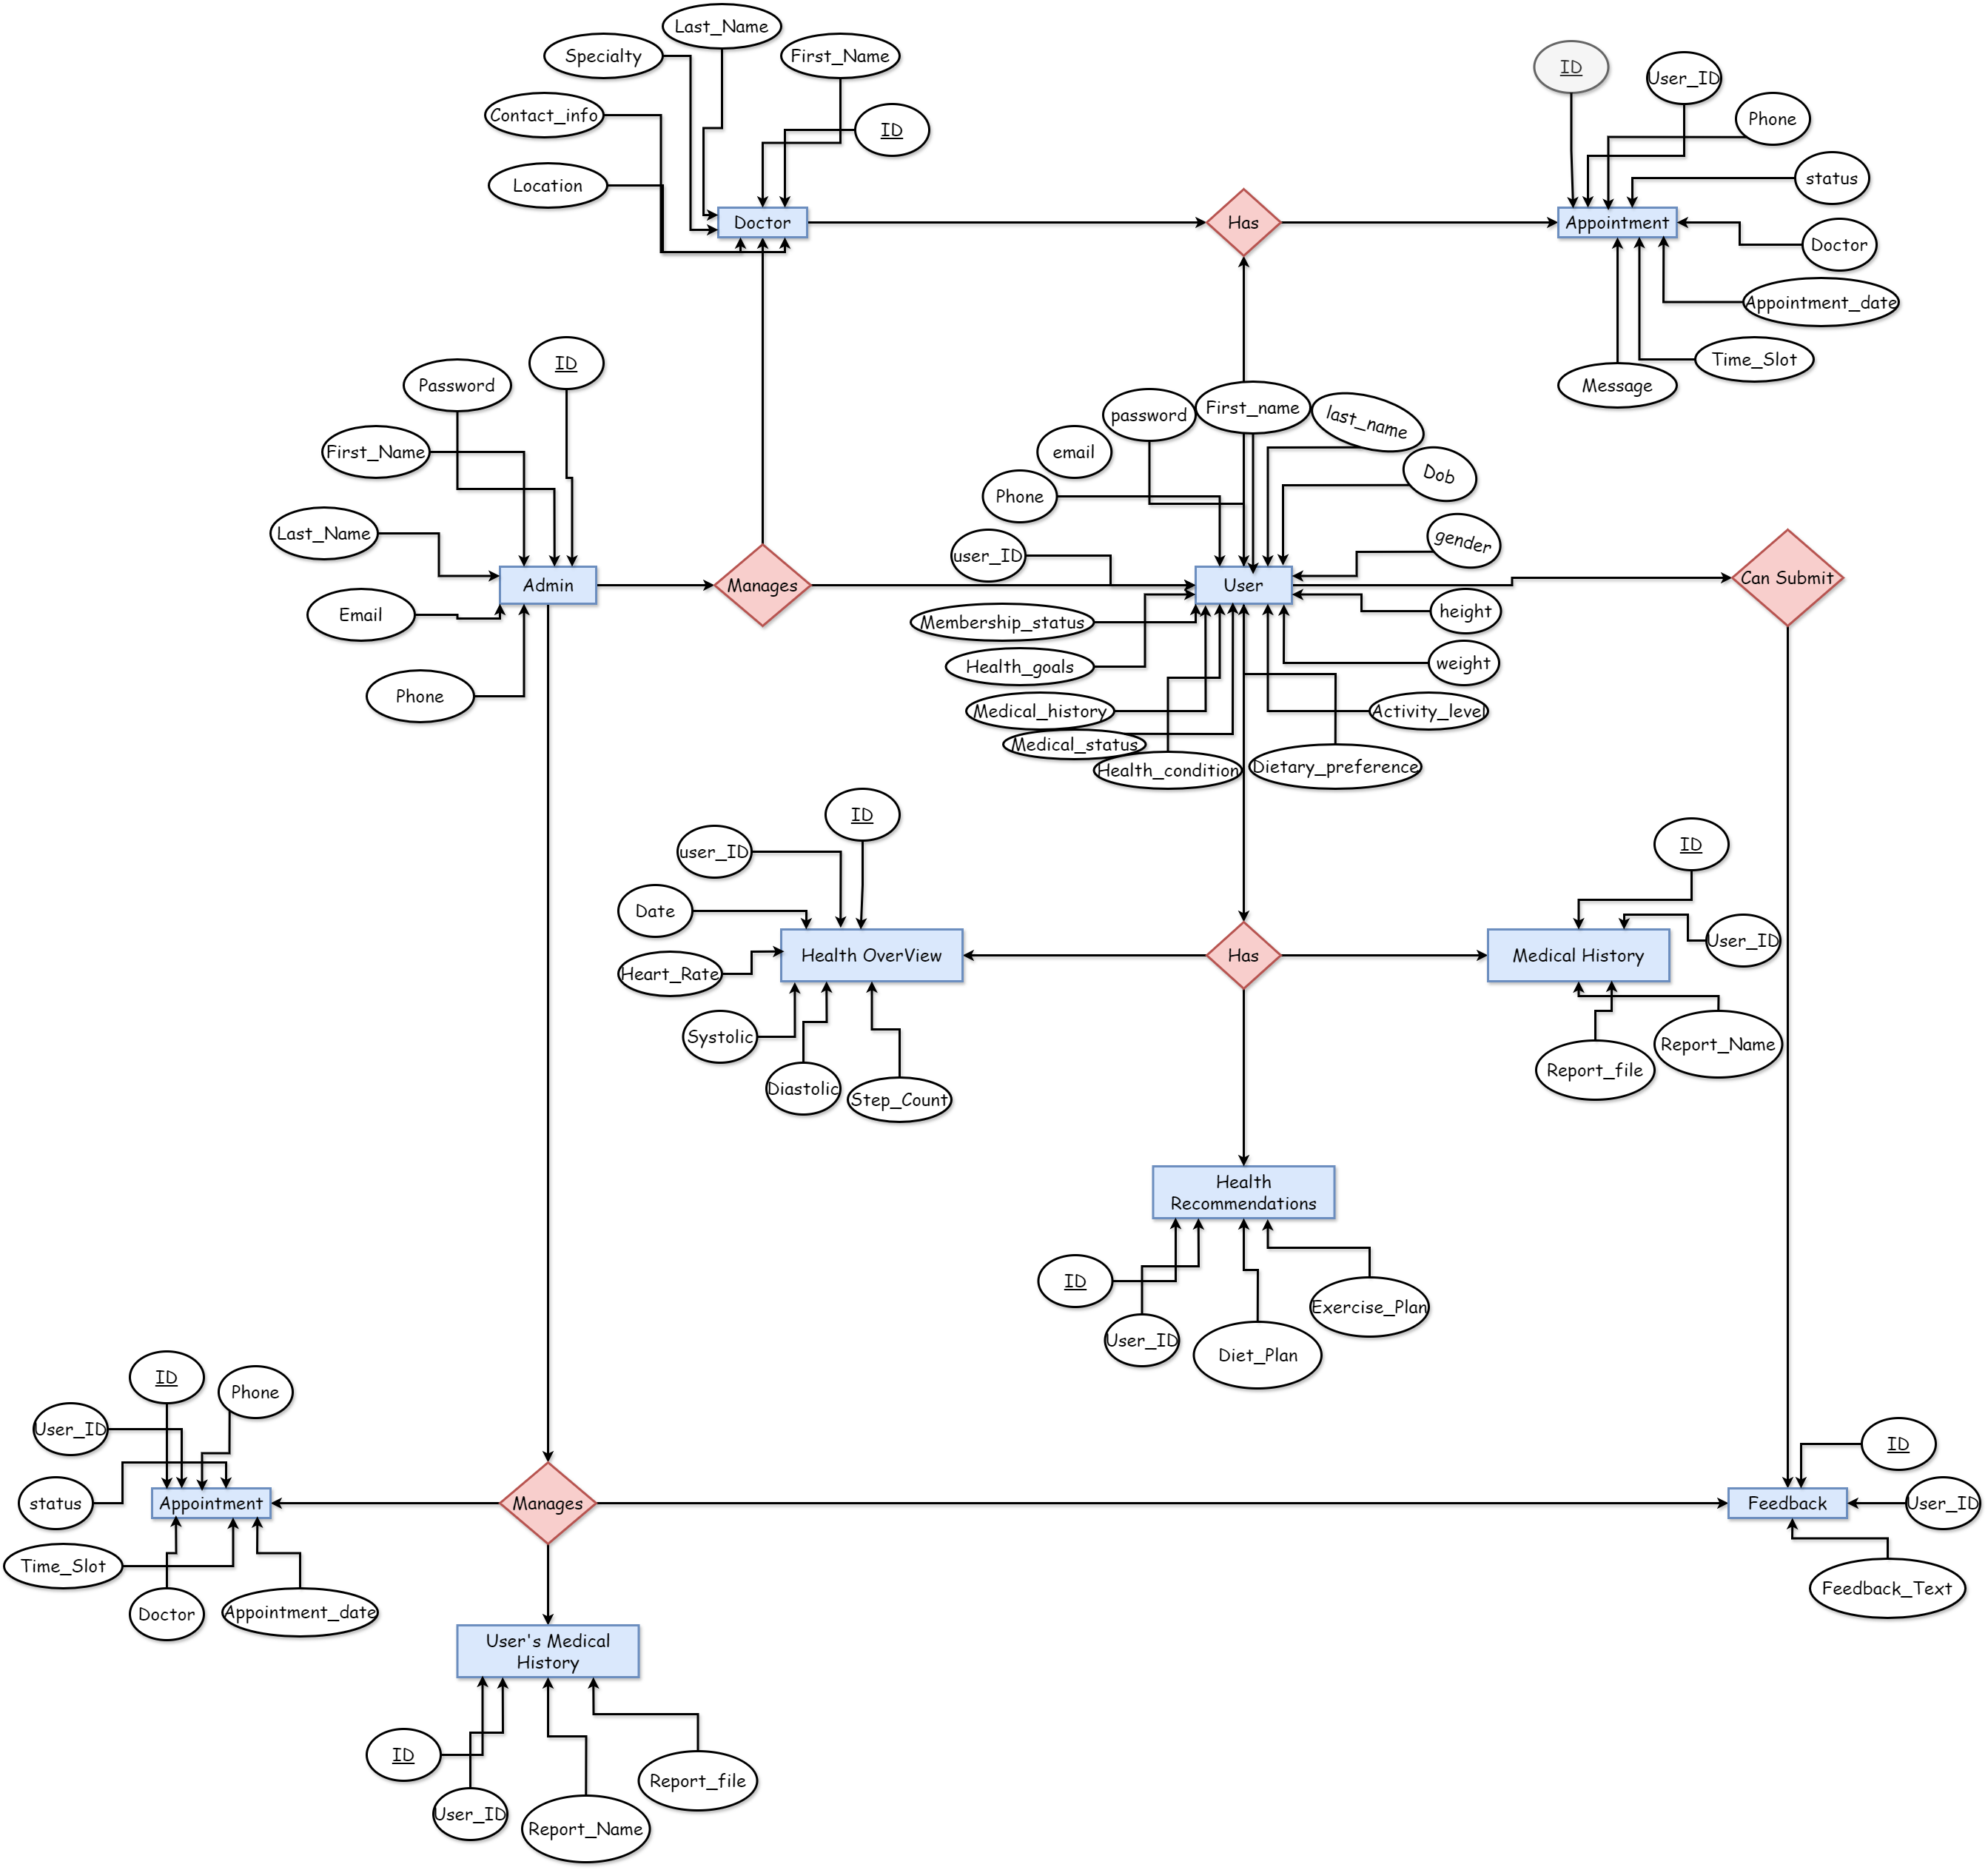 Last_Name
Specialty
First_Name
Contact_info
ID
Location
Doctor
Has
ID
User_ID
Phone
status
Appointment
Doctor
Appointment_date
Time_Slot
Message
ID
Password
First_Name
Last_Name
Admin
Email
Phone
Manages
password
First_name
last_name
email
Dob
Phone
gender
user_ID
User
Can Submit
height
Membership_status
weight
Health_goals
Medical_history
Activity_level
Medical_status
Health_condition
Dietary_preference
ID
user_ID
Date
Health OverView
Heart_Rate
Systolic
Diastolic
Step_Count
Has
ID
User_ID
Medical History
Report_Name
Report_file
Health
Recommendations
ID
User_ID
Diet_Plan
Exercise_Plan
ID
Phone
User_ID
status
Appointment
Time_Slot
Doctor
Appointment_date
Manages
ID
Feedback
User_ID
Feedback_Text
User's Medical
History
ID
User_ID
Report_Name
Report_file